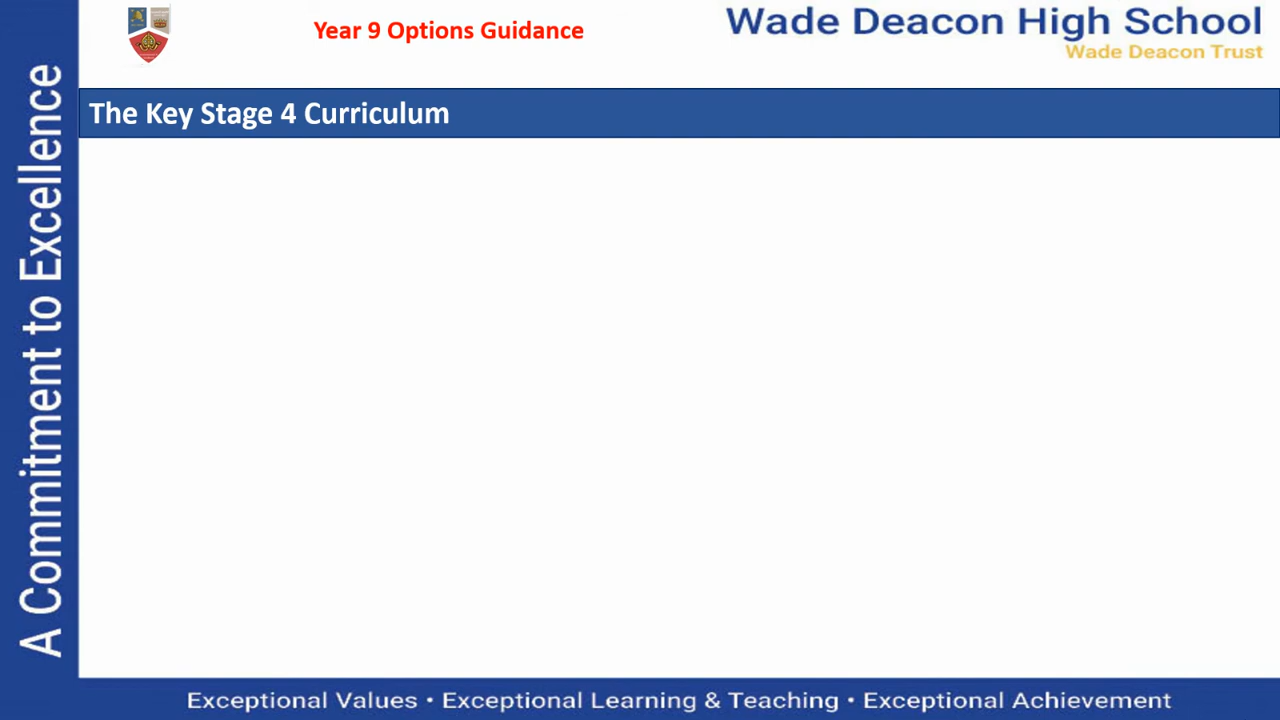 Year 9 Options Guidance
Wade Deacon High School
Wade Deacon Trust
The Key Stage 4 Curriculum
A Commitment to Excellence
Exceptional Values • Exceptional Learning & Teaching • Exceptional Achievement